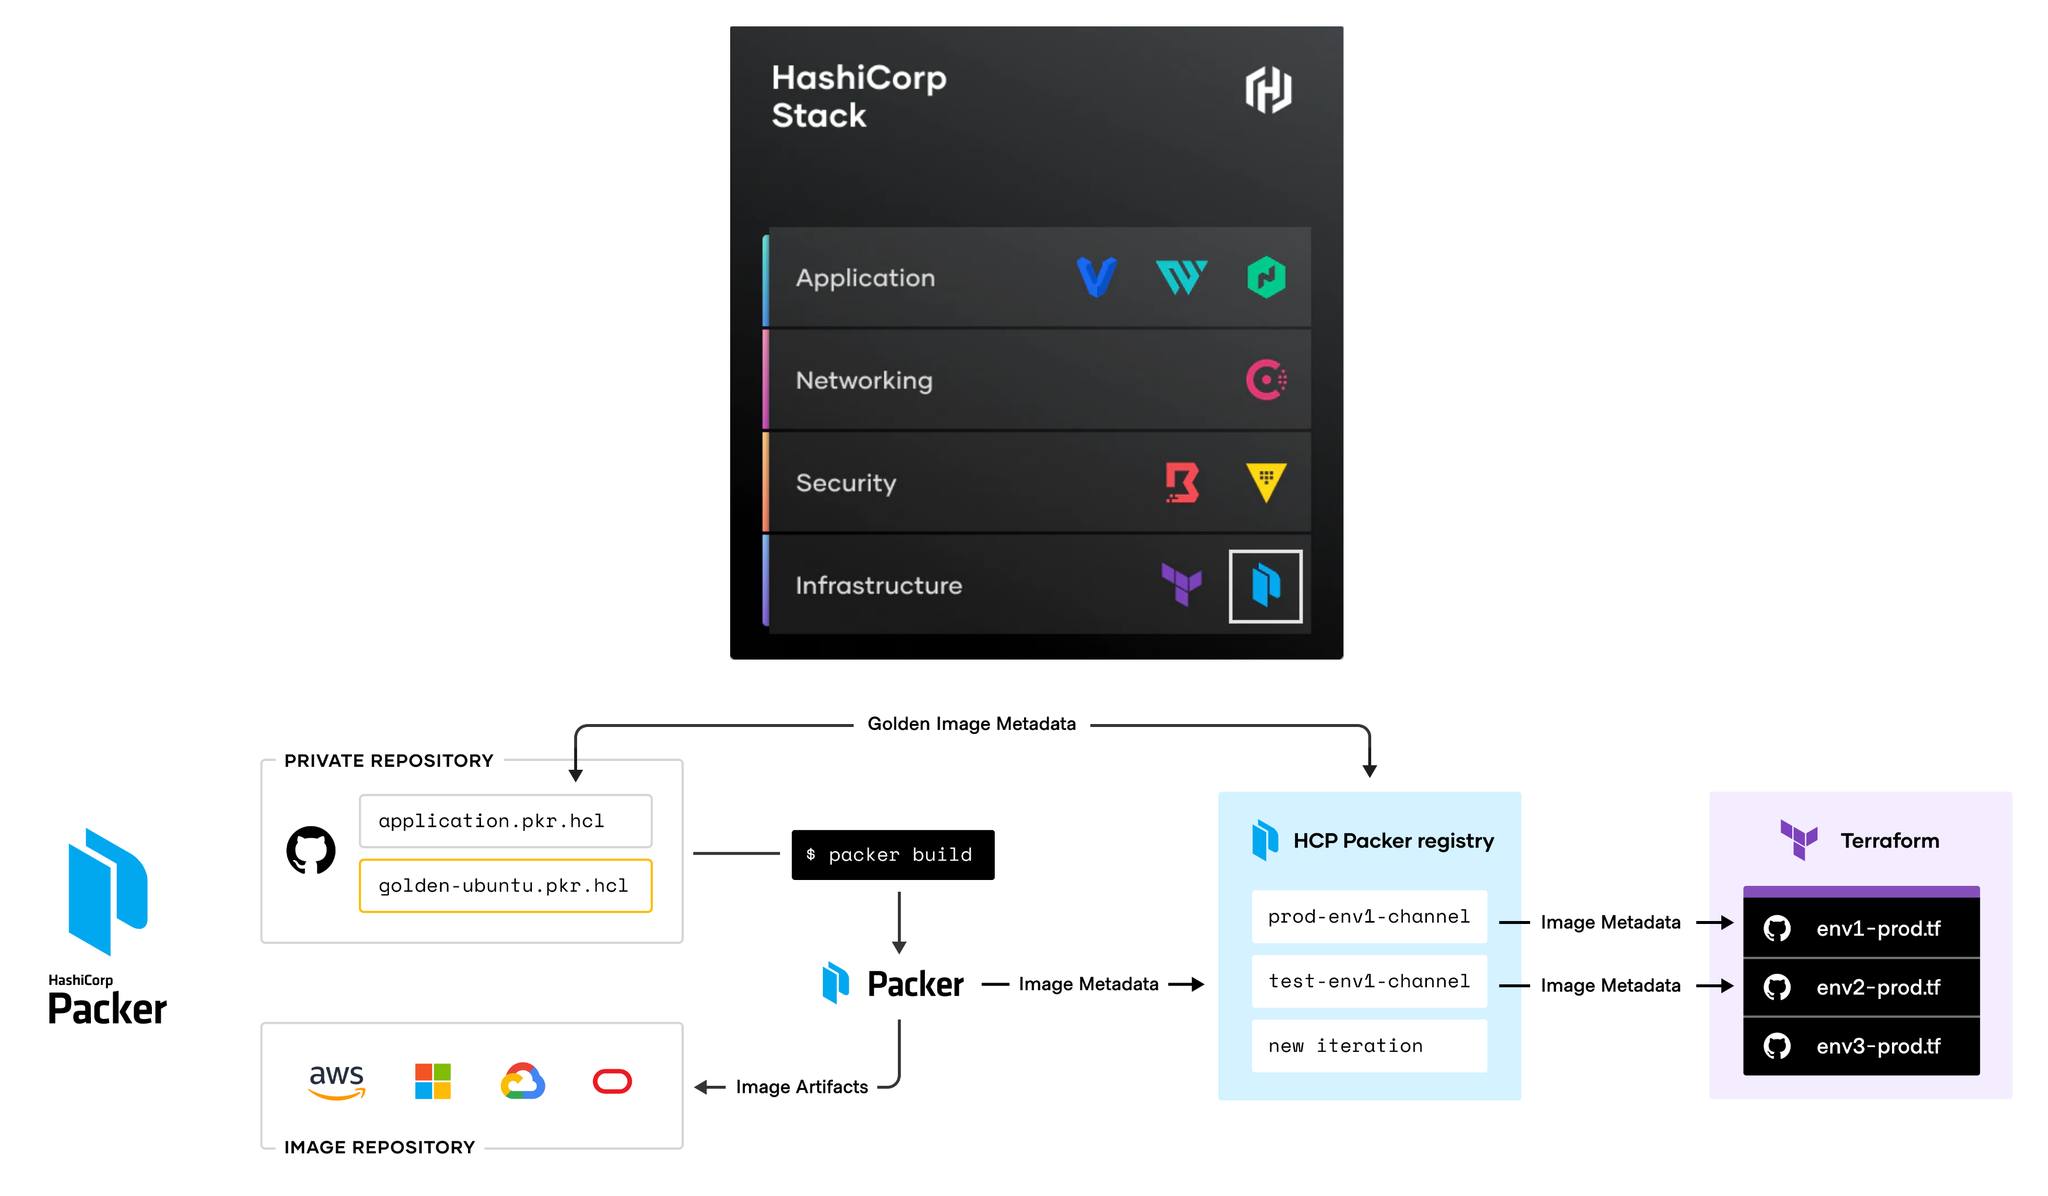 HashiCorp
Stack
Application
Networking
Security
Infrastructure
Golden Image Metadata
PRIVATE REPOSITORY
application.pkr.hcl
golden-ubuntu.pkr.hcl
$ packer build
HashiCorp
Packer
Packer
Image Metadata
Image Artifacts
aws
IMAGE REPOSITORY
HCP Packer registry
prod-env1-channel
test-env1-channel
new iteration
Image Metadata
Image Metadata
Terraform
env1-prod.tf
env2-prod.tf
env3-prod.tf